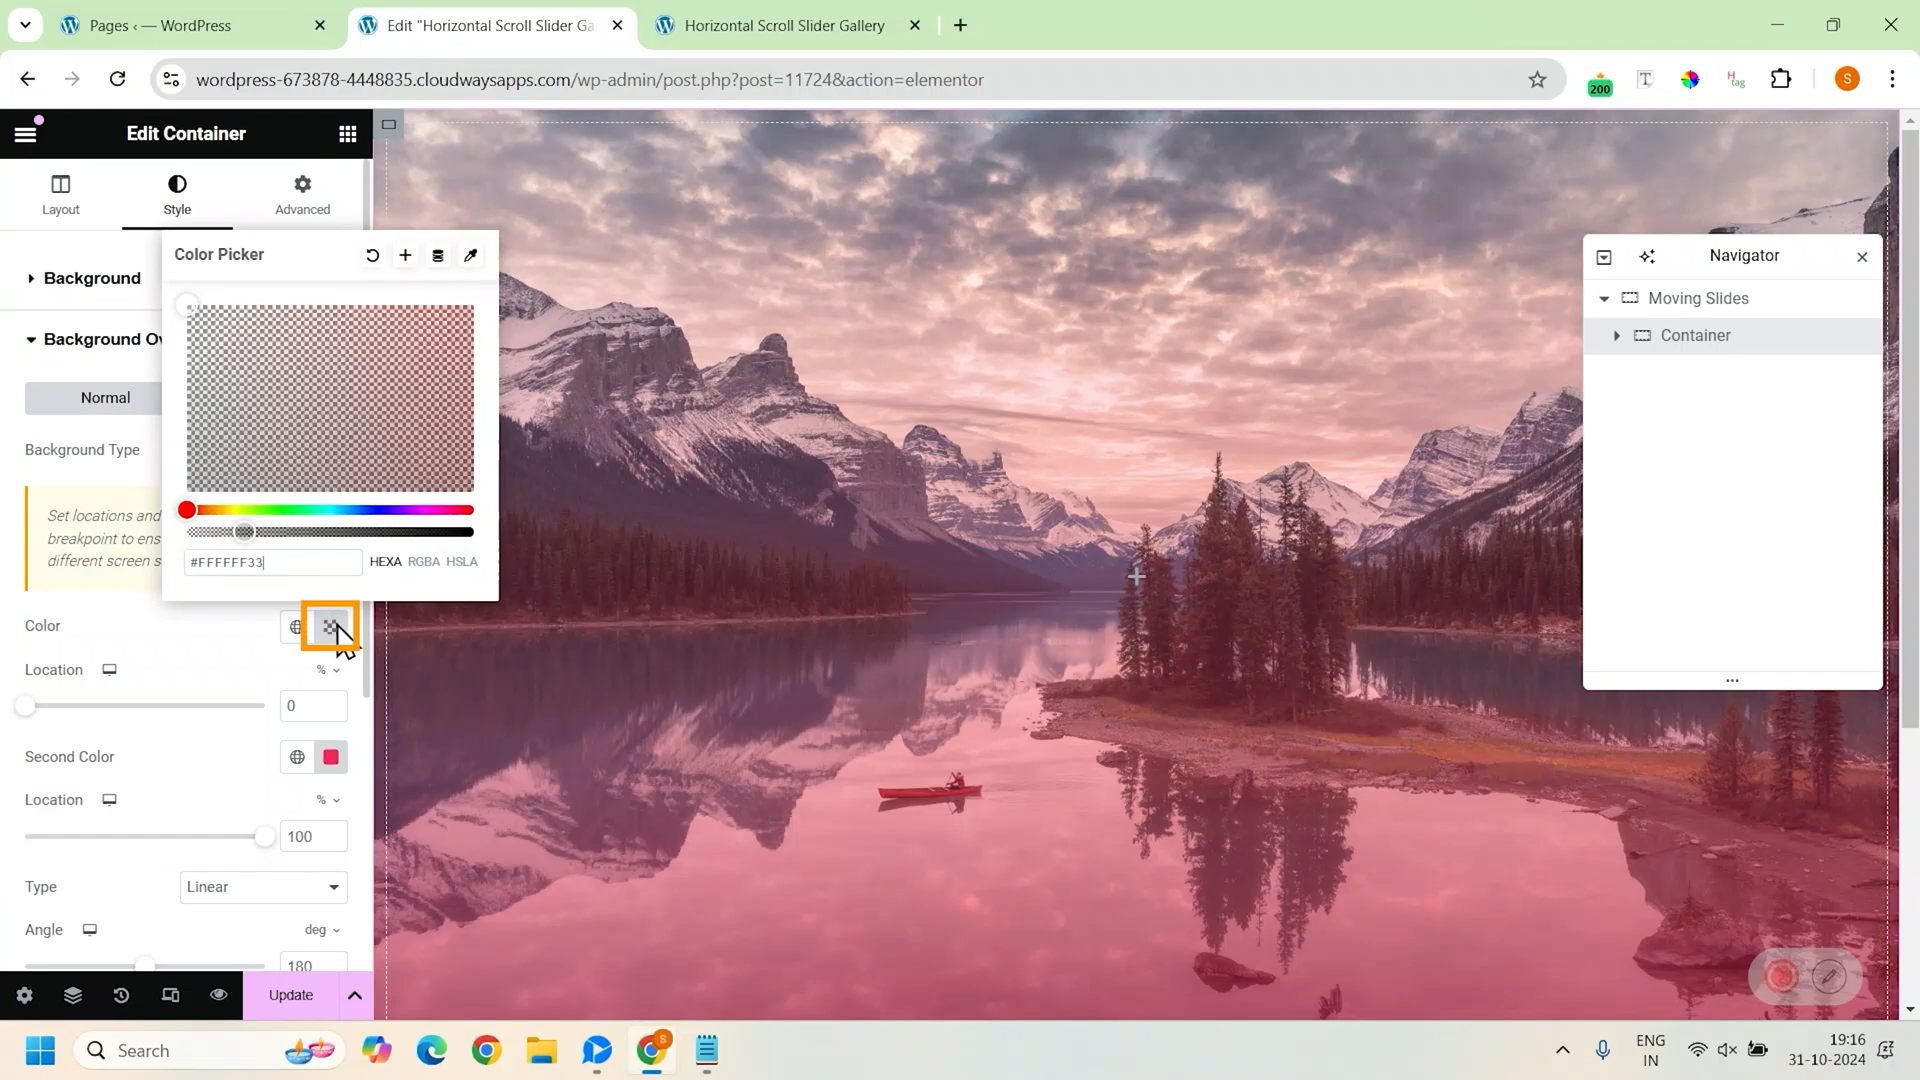 Pages ‹ — WordPress
Edit "Horizontal Scroll Slider Ga
Horizontal Scroll Slider Gallery
wordpress-673878-4448835.cloudwaysapps.com/wp-admin/post.php?post=11724&action=elementor
200
T
H
tag
S
Edit Container
Layout
Style
Advanced
Color Picker
Background
Background Ov
Normal
Background Type
Set locations and
breakpoint to ens
different screen s
#FFFFFF33
HEXA
RGBA
HSLA
Color
Location
%
0
Second Color
Location
%
100
Type
Linear
Angle
deg
180
Update
Navigator
Moving Slides
Container
Search
S
ENG
IN
19:16
31-10-2024